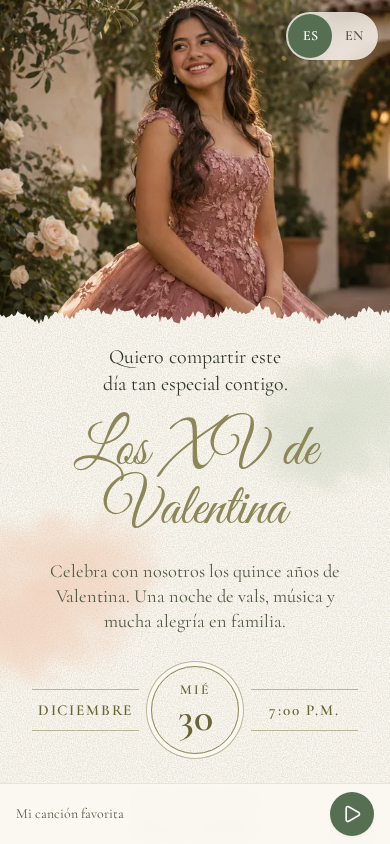 ES EN
Quiero compartir este
día tan especial contigo.
Los XV de
Valentina
Celebra con nosotros los quince años de
Valentina. Una noche de vals, música y
mucha alegría en familia.
MIÉ
DICIEMBRE 30 7:00 P.M.
Mi canción favorita